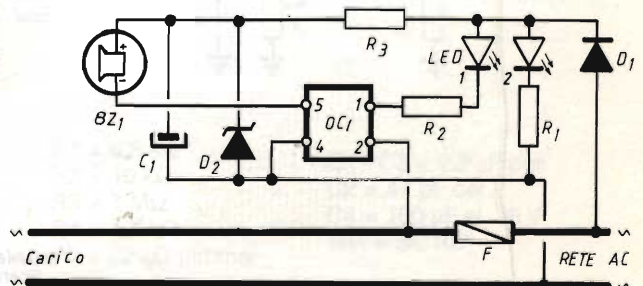 R3
LED
1
2
D1
+
-
BZ1
5
1
OC1
4
2
R2
R1
C1
D2
~
~
Carico
F
RETE AC
~
~